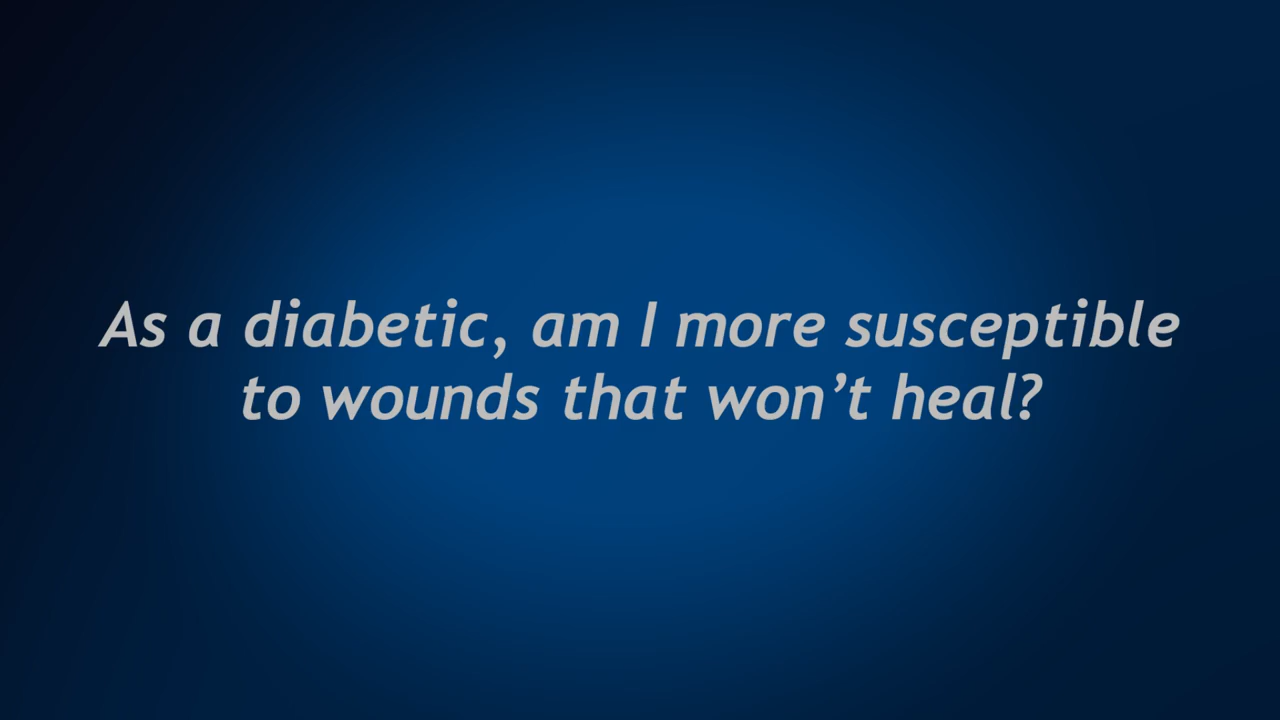 As a diabetic, am I more susceptible
to wounds that won’t heal?